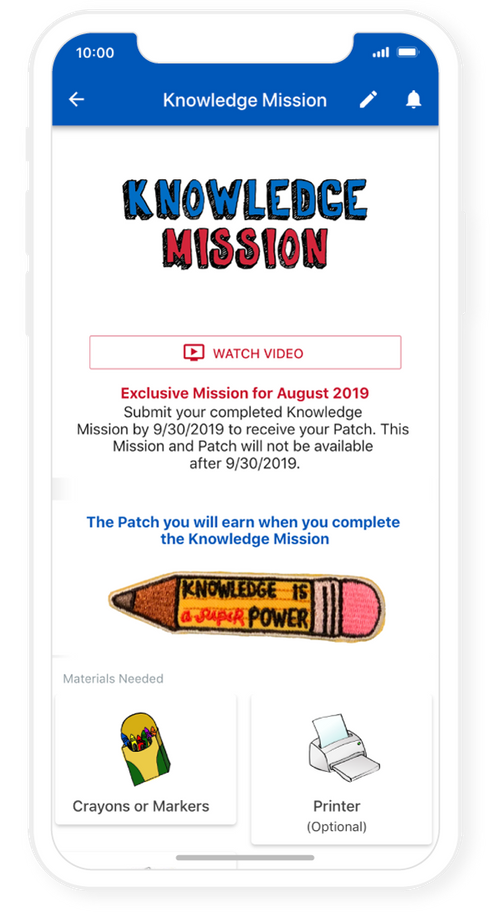 10:00
Knowledge Mission
KNOWLEDGE
MISSION
WATCH VIDEO
Exclusive Mission for August 2019
Submit your completed Knowledge
Mission by 9/30/2019 to receive your Patch. This
Mission and Patch will not be available
after 9/30/2019.
The Patch you will earn when you complete
the Knowledge Mission
KNOWLEDGE IS
a SUPER POWER
Materials Needed
Crayons or Markers
Printer
(Optional)